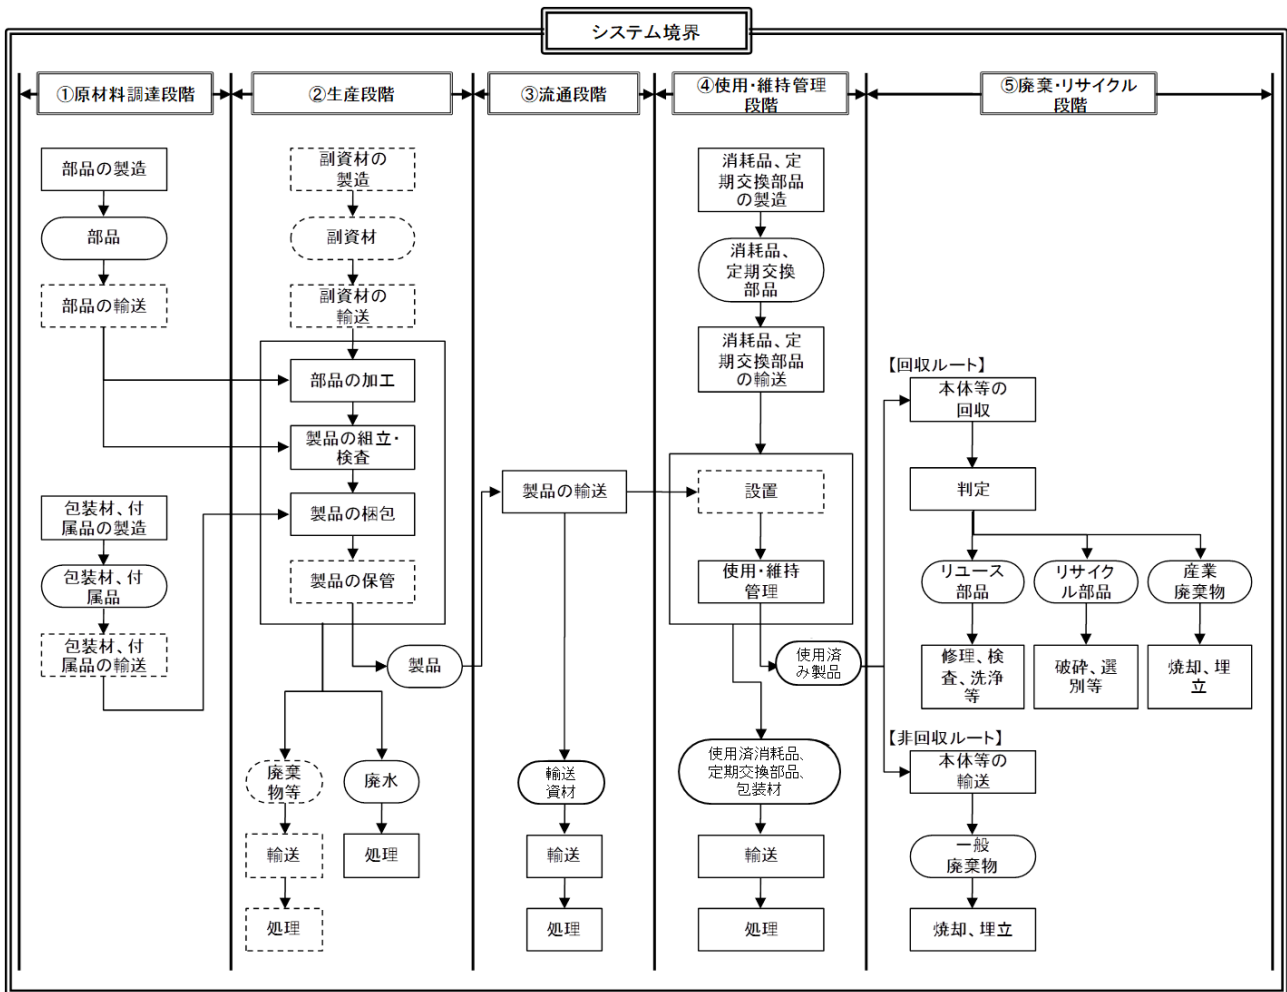 システム境界
①原材料調達段階
②生産段階
③流通段階
④使用・維持管理
段階
⑤廃棄・リサイクル
段階
部品の製造
部品
部品の輸送
包装材、付
属品の製造
包装材、付
属品
包装材、付
属品の輸送
副資材の
製造
副資材
副資材の
輸送
部品の加工
製品の組立・
検査
製品の梱包
製品の保管
製品
廃棄
物等
輸送
処理
廃水
処理
製品の輸送
輸送
資材
輸送
処理
消耗品、定
期交換部品
の製造
消耗品、
定期交換
部品
消耗品、定
期交換部品
の輸送
設置
使用・維持
管理
使用済
み製品
使用済消耗品、
定期交換部品、
包装材
輸送
処理
【回収ルート】
本体等の
回収
判定
リユース
部品
リサイク
ル部品
産業
廃棄物
修理、検
査、洗浄
等
破砕、選
別等
焼却、埋
立
【非回収ルート】
本体等の
輸送
一般
廃棄物
焼却、埋立